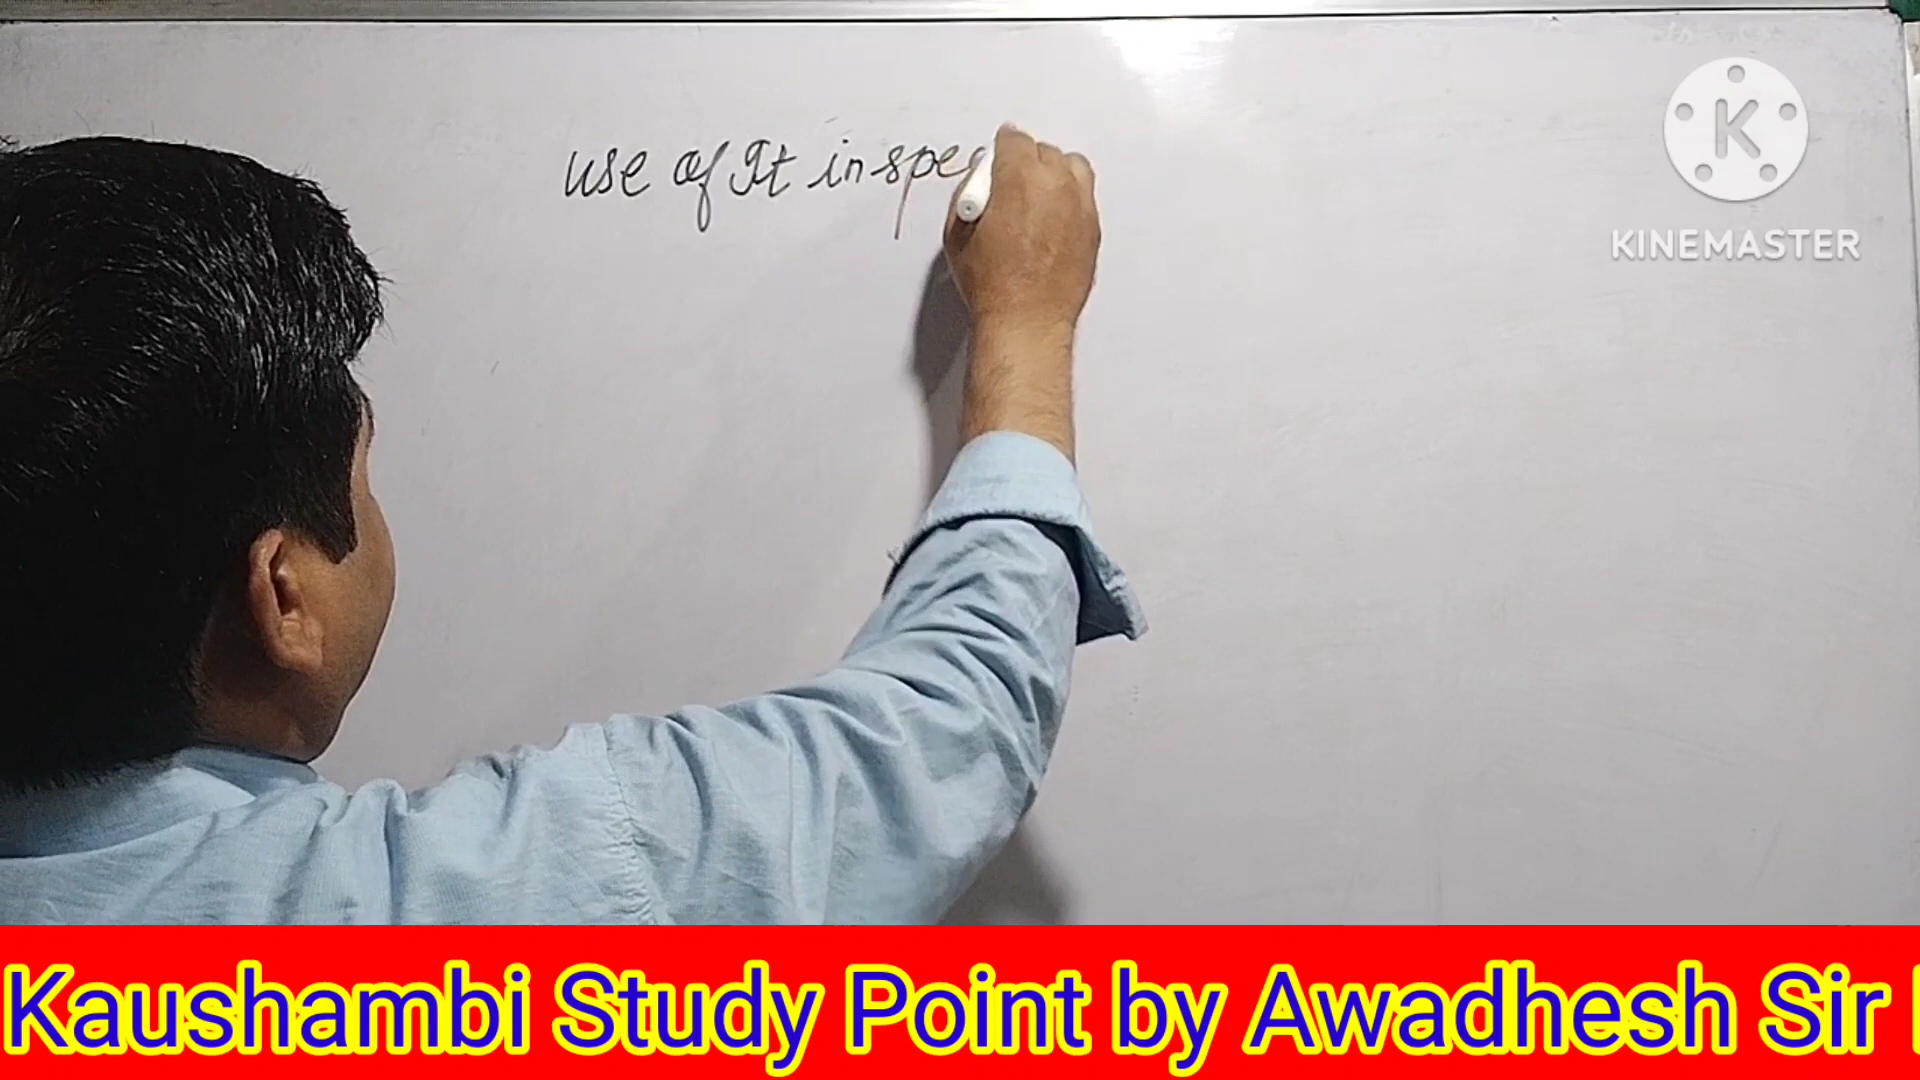 use of It in spe
K
KINEMASTER
Kaushambi Study Point by Awadhesh Sir